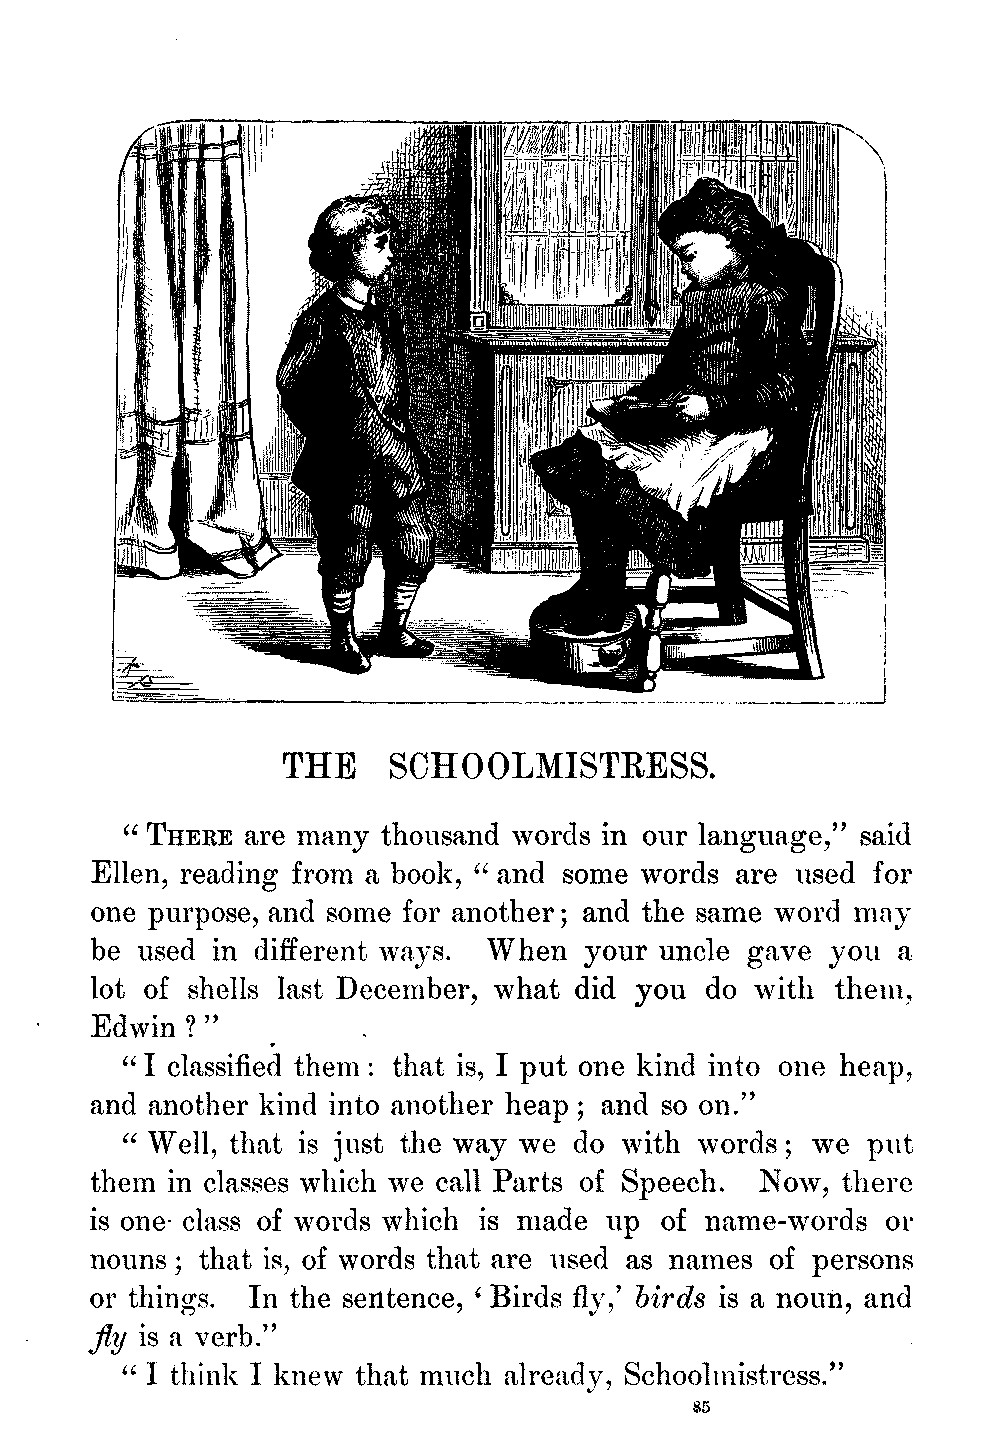 THE SCHOOLMISTRESS.
“ THERE are many thousand words in our language,” said
Ellen, reading from a book, “ and some words are used for
one purpose, and some for another; and the same word may
be used in different ways. When your uncle gave you a
lot of shells last December, what did you do with them,
Edwin ? ”
“ I classified them : that is, I put one kind into one heap,
and another kind into another heap ; and so on.”
“ Well, that is just the way we do with words ; we put
them in classes which we call Parts of Speech. Now, there
is one class of words which is made up of name-words or
nouns ; that is, of words that are used as names of persons
or things. In the sentence, ‘ Birds fly,’ birds is a noun, and
fly is a verb.”
“ I think I knew that much already, Schoolmistress.”
85